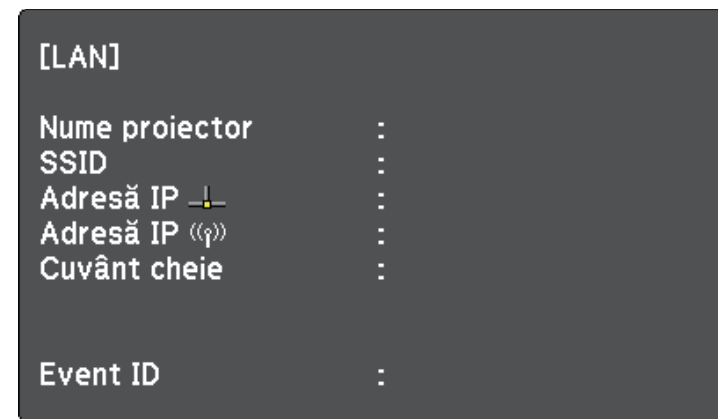 [LAN]
Nume proiector :
SSID :
Adresă IP :
Adresă IP :
Cuvânt cheie :
Event ID :